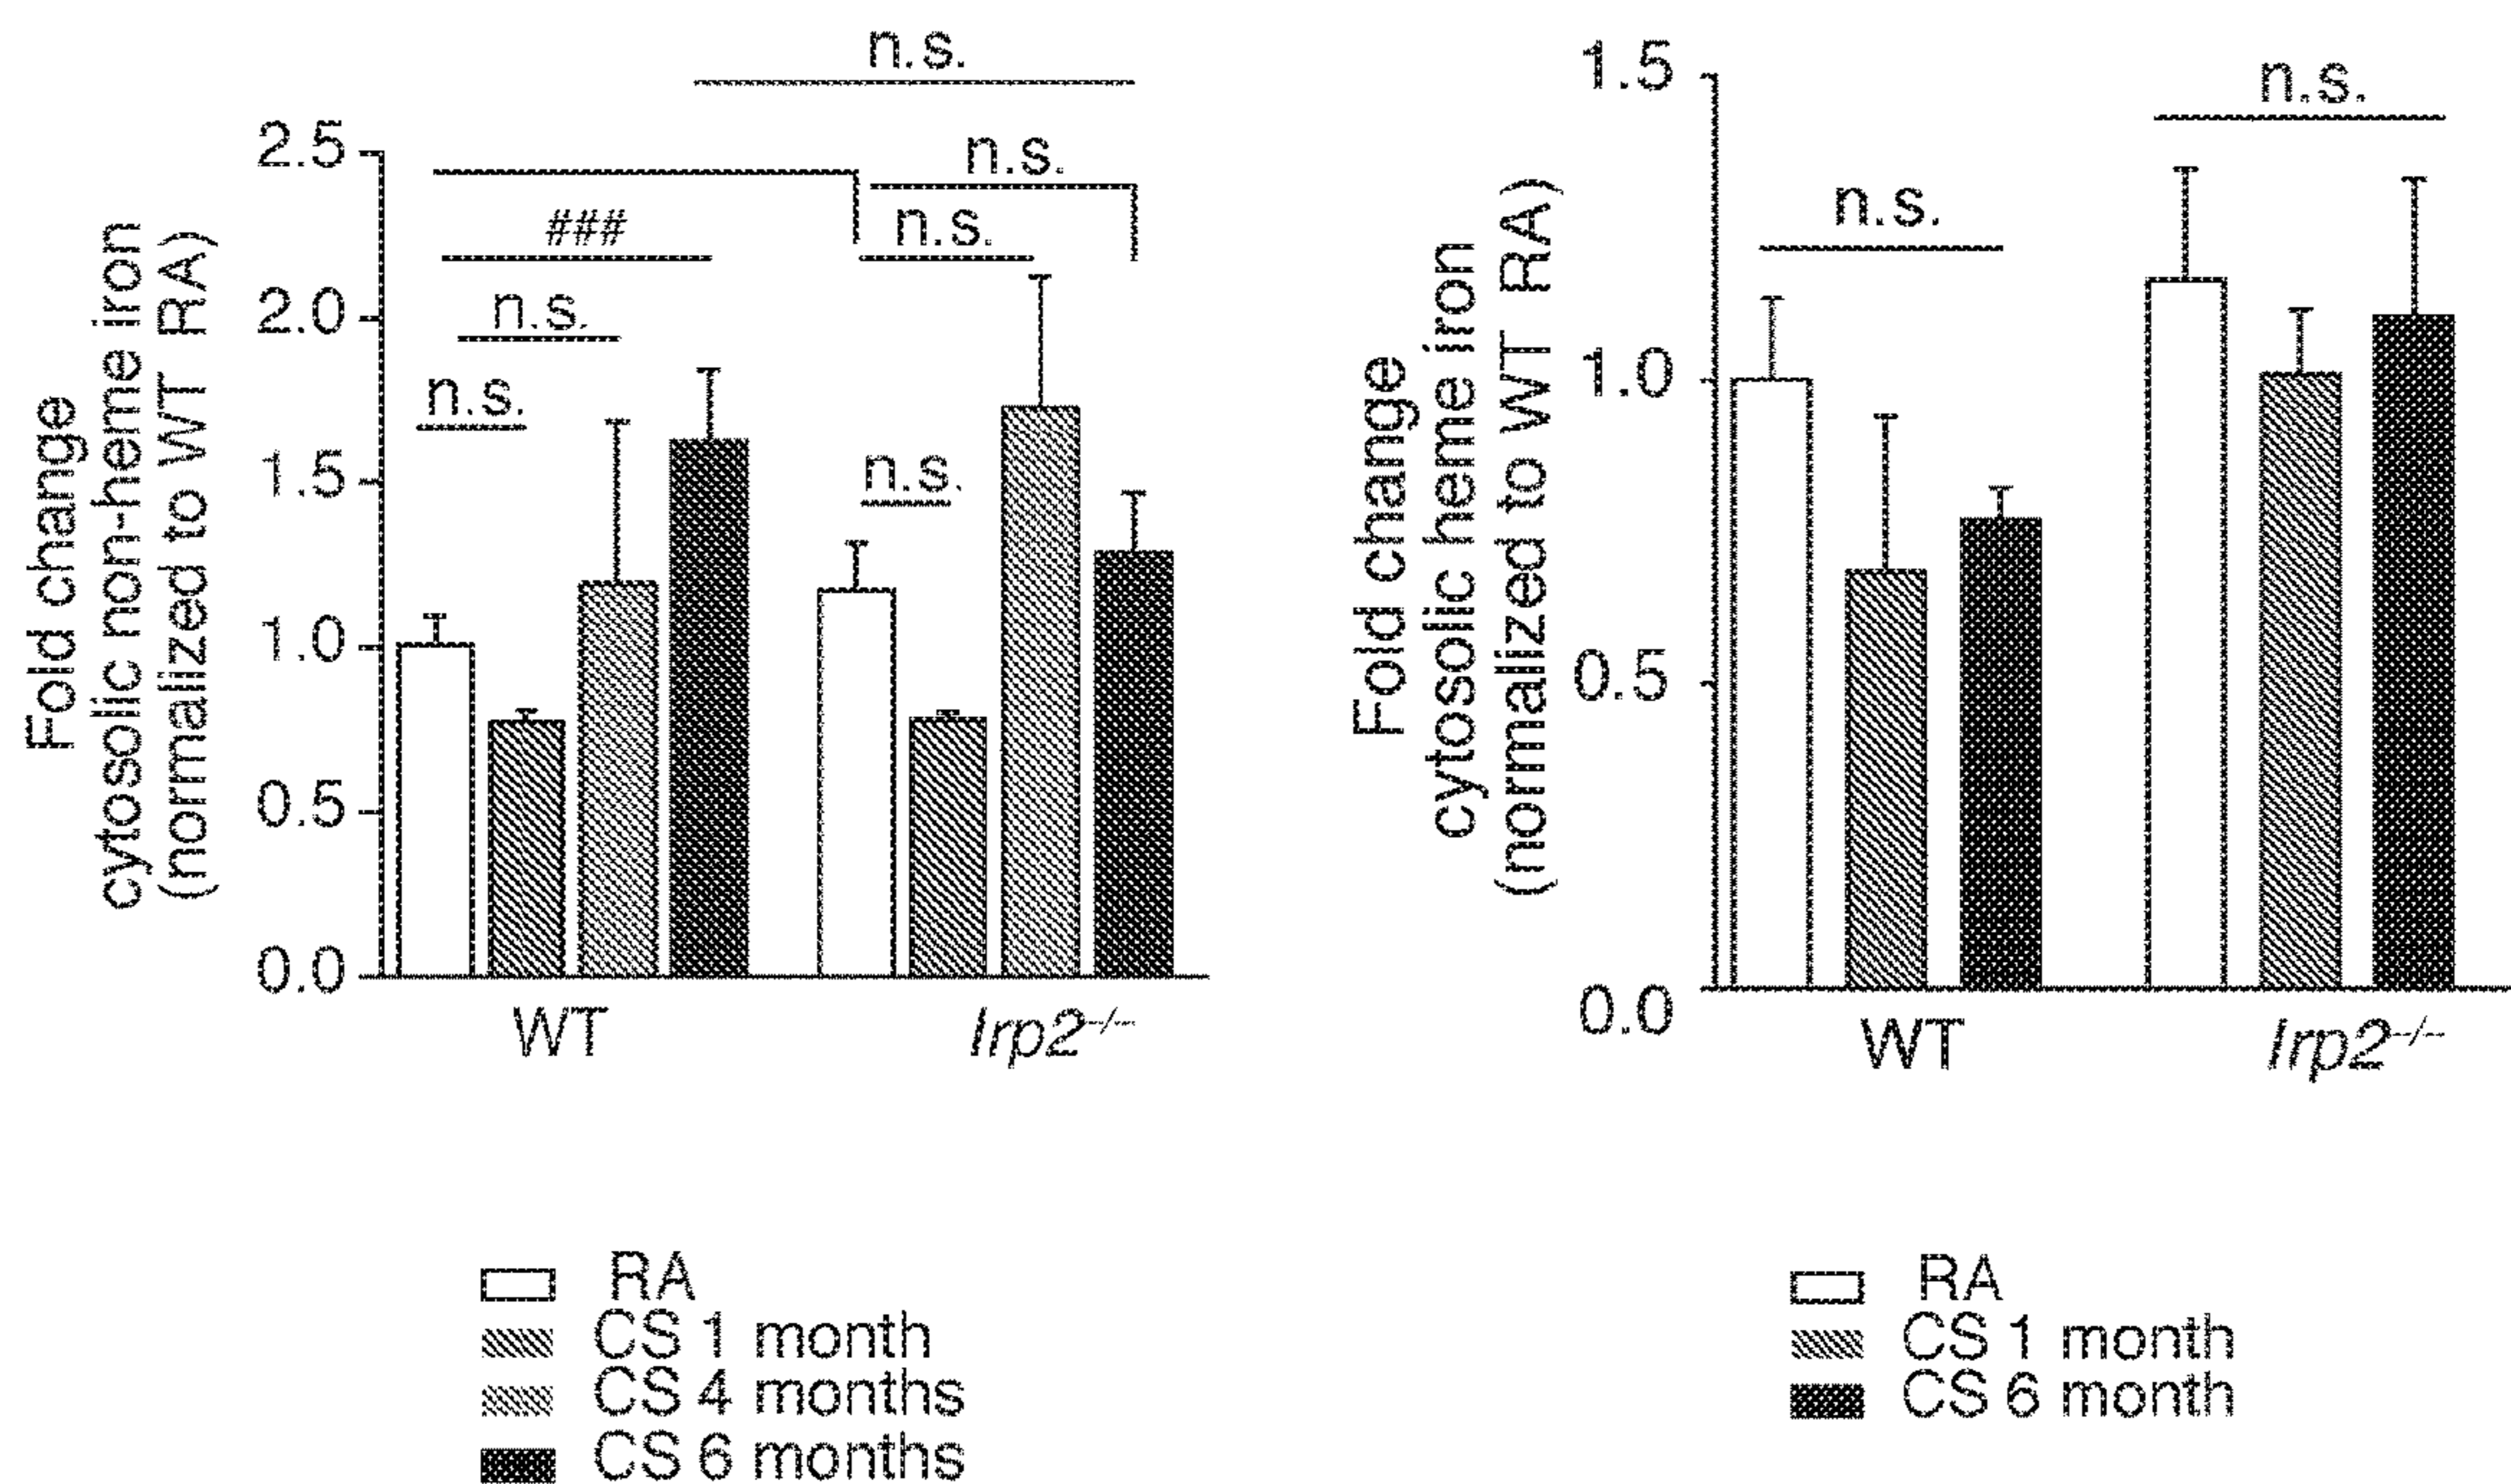 Fold change
cytosolic non-heme iron
(normalized to WT RA)
2.5
2.0
1.5
1.0
0.5
0.0
n.s.
n.s.
###
n.s.
n.s.
n.s.
n.s.
WT
Irp2-/-
RA
CS 1 month
CS 4 months
CS 6 months
Fold change
cytosolic heme iron
(normalized to WT RA)
1.5
1.0
0.5
0.0
n.s.
n.s.
WT
Irp2-/-
RA
CS 1 month
CS 6 month